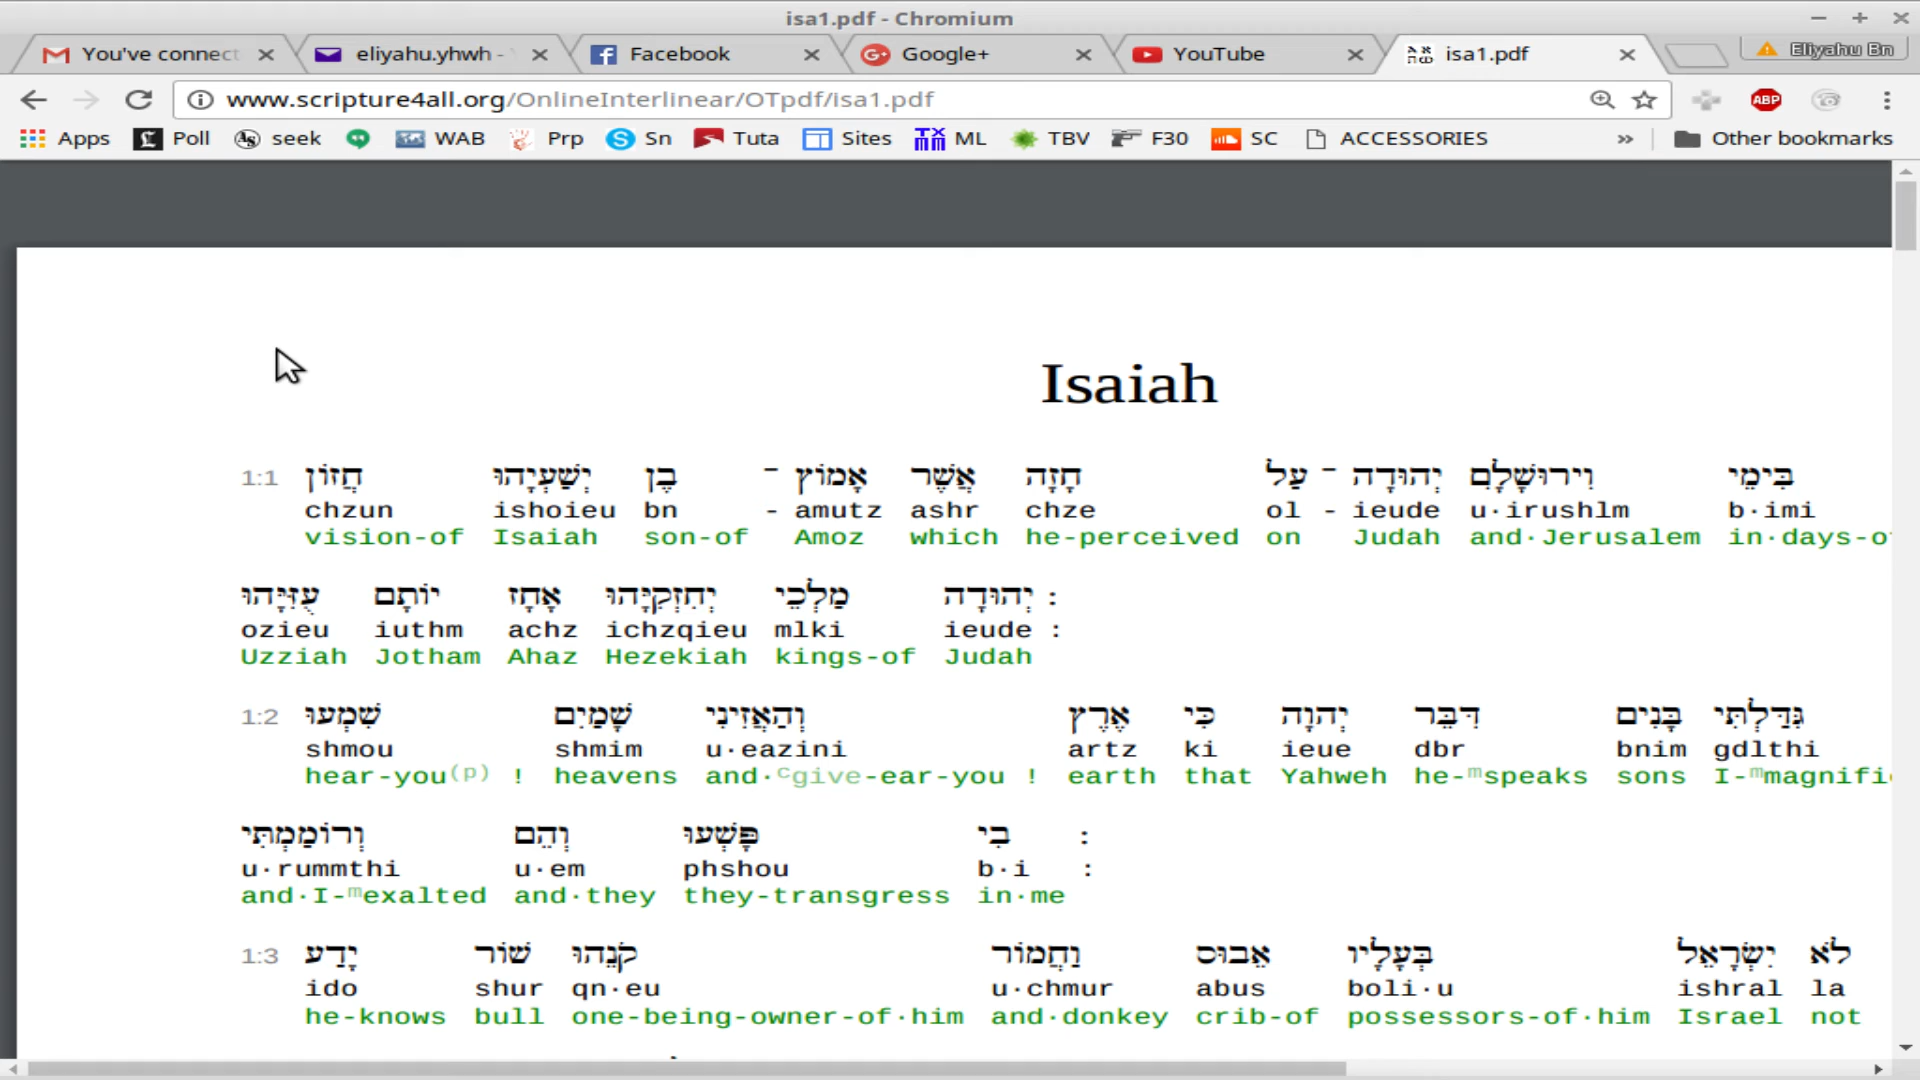 isa1.pdf - Chromium
You've connect eliyahu.yhwh - Facebook Google+ YouTube isa1.pdf Eliyahu Bn
www.scripture4all.org/OnlineInterlinear/OTpdf/isa1.pdf ABP
Apps Poll seek WAB Prp Sn Tuta Sites ML TBV F30 SC ACCESSORIES » Other bookmarks
Isaiah
1:1 חֲזוֹן יְשַׁעְיָהוּ בֶן - אָמוֹץ אֲשֶׁר חָזָה עַל - יְהוּדָה וִירוּשָׁלִָם בִּימֵי
chzun ishoieu bn - amutz ashr chze ol - ieude u·irushlm b·imi
vision-of Isaiah son-of Amoz which he-perceived on Judah and·Jerusalem in·days-o
עֻזִּיָּהוּ יוֹתָם אָחָז יְחִזְקִיָּהוּ מַלְכֵי יְהוּדָה :
ozieu iuthm achz ichzqieu mlki ieude :
Uzziah Jotham Ahaz Hezekiah kings-of Judah
1:2 שִׁמְעוּ שָׁמַיִם וְהַאֲזִינִי אֶרֶץ כִּי יְהוָה דִּבֵּר בָּנִים גִּדַּלְתִּי
shmou shmim u·eazini artz ki ieue dbr bnim gdlthi
hear-you(p) ! heavens and·cgive-ear-you ! earth that Yahweh he-mspeaks sons I-mmagnifi
וְרוֹמַמְתִּי וְהֵם פָּשְׁעוּ בִי :
u·rummthi u·em phshou b·i :
and·I-mexalted and·they they-transgress in·me
1:3 יָדַע שׁוֹר קֹנֵהוּ וַחֲמוֹר אֵבוּס בְּעָלָיו יִשְׂרָאֵל לֹא
ido shur qn·eu u·chmur abus boli·u ishral la
he-knows bull one-being-owner-of·him and·donkey crib-of possessors-of·him Israel not